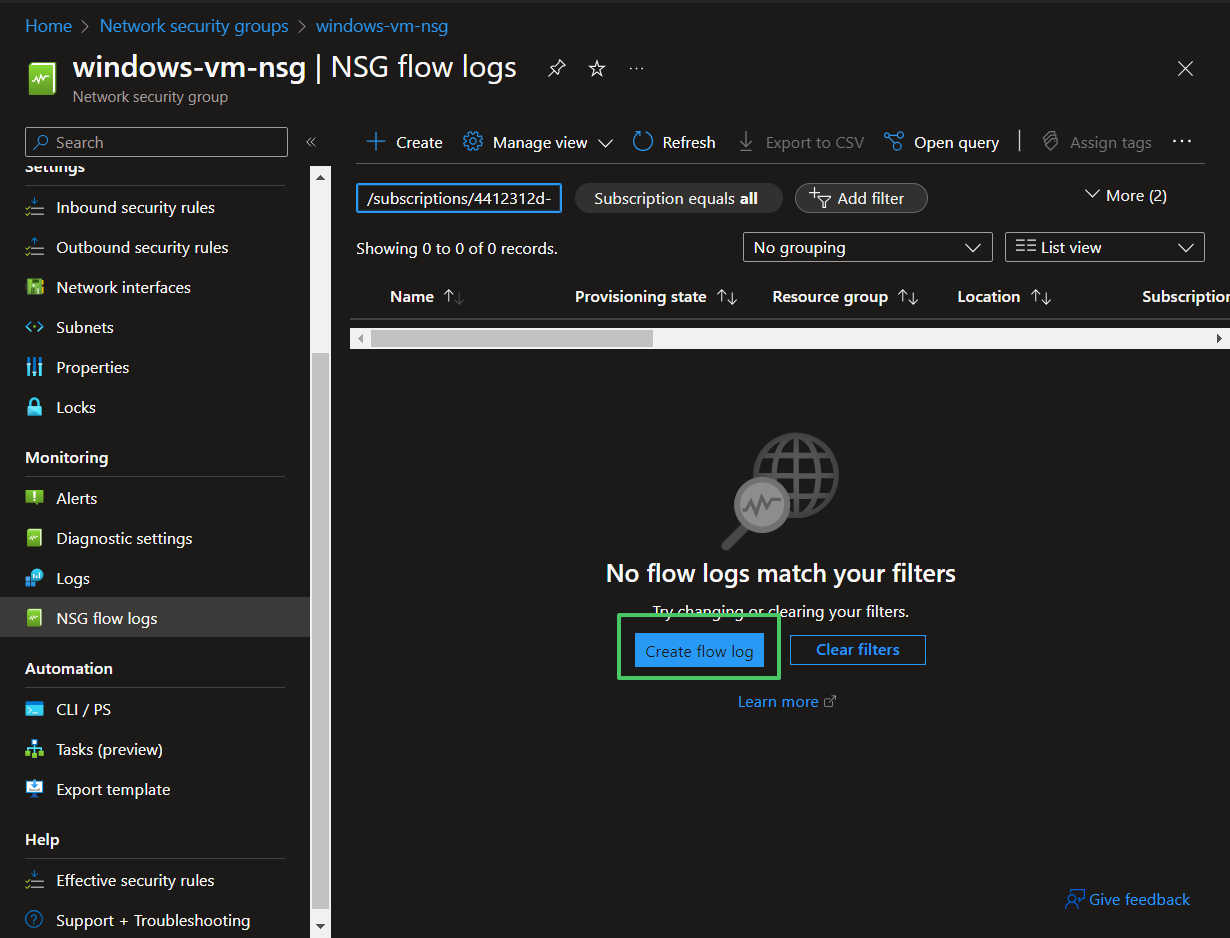 Home > Network security groups > windows-vm-nsg
windows-vm-nsg | NSG flow logs
Network security group
Search
Settings
Inbound security rules
Outbound security rules
Network interfaces
Subnets
Properties
Locks
Monitoring
Alerts
Diagnostic settings
Logs
NSG flow logs
Automation
CLI / PS
Tasks (preview)
Export template
Help
Effective security rules
Support + Troubleshooting
Create Manage view Refresh Export to CSV Open query Assign tags
/subscriptions/4412312d- Subscription equals all Add filter More (2)
Showing 0 to 0 of 0 records. No grouping List view
Name Provisioning state Resource group Location Subscription
No flow logs match your filters
Try changing or clearing your filters.
Create flow log Clear filters
Learn more
Give feedback